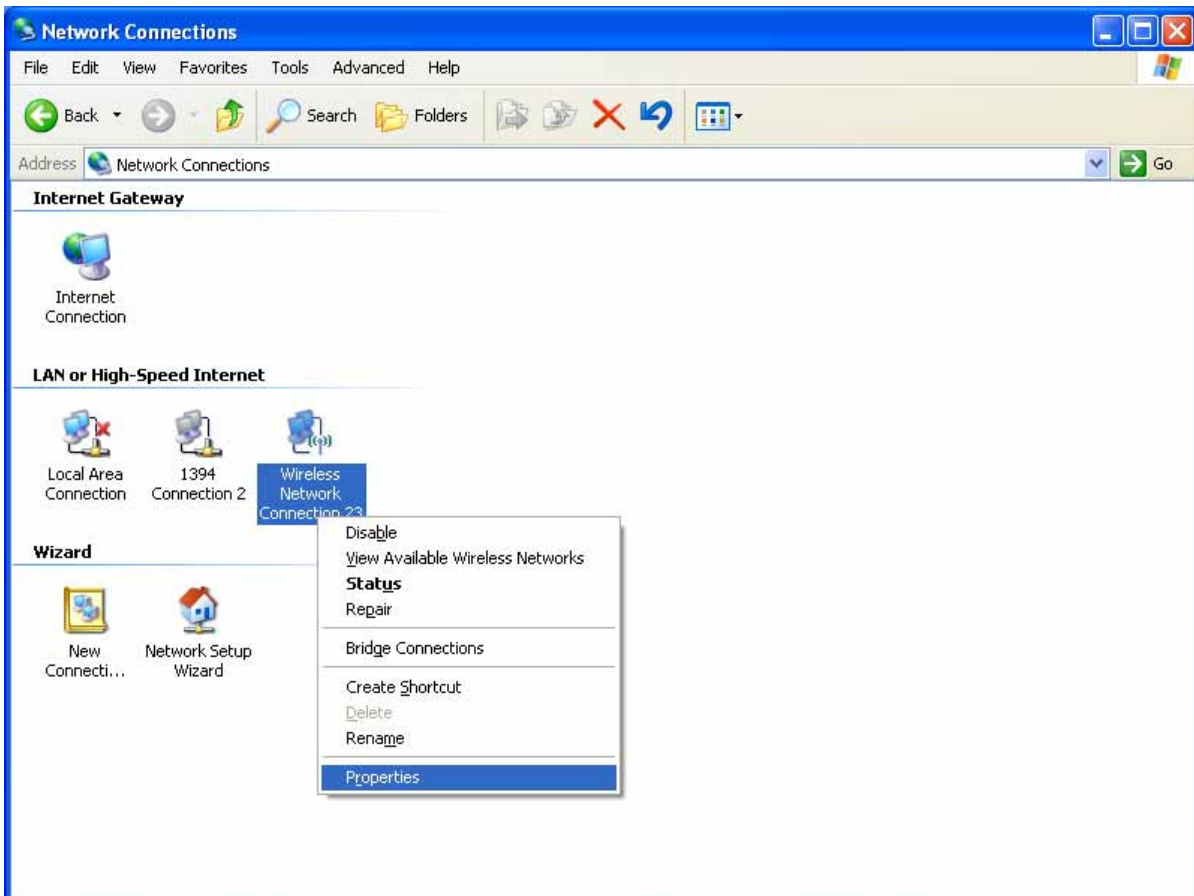 Network Connections
File Edit View Favorites Tools Advanced Help
Back Search Folders
Address Network Connections Go
Internet Gateway
Internet
Connection
LAN or High-Speed Internet
Local Area
Connection
1394
Connection 2
Wireless
Network
Connection 23
Disable
View Available Wireless Networks
Status
Repair
Bridge Connections
Create Shortcut
Delete
Rename
Properties
Wizard
New
Connecti...
Network Setup
Wizard